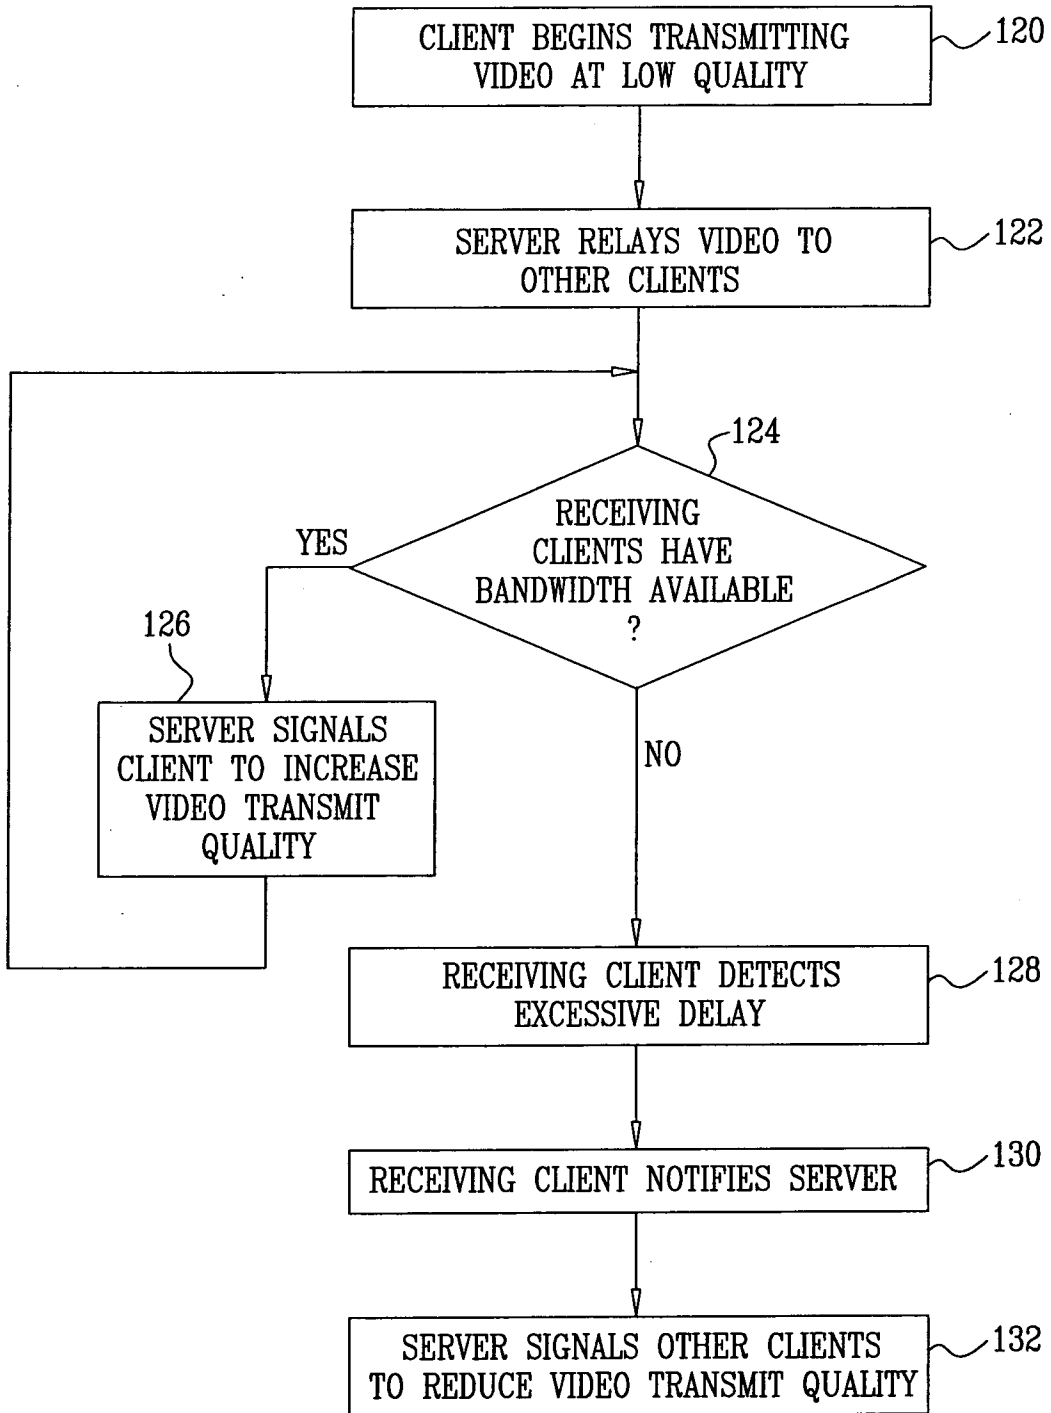 CLIENT BEGINS TRANSMITTING
VIDEO AT LOW QUALITY
120
SERVER RELAYS VIDEO TO
OTHER CLIENTS
122
124
RECEIVING
CLIENTS HAVE
BANDWIDTH AVAILABLE
?
YES
126
SERVER SIGNALS
CLIENT TO INCREASE
VIDEO TRANSMIT
QUALITY
NO
RECEIVING CLIENT DETECTS
EXCESSIVE DELAY
128
RECEIVING CLIENT NOTIFIES SERVER
130
SERVER SIGNALS OTHER CLIENTS
TO REDUCE VIDEO TRANSMIT QUALITY
132